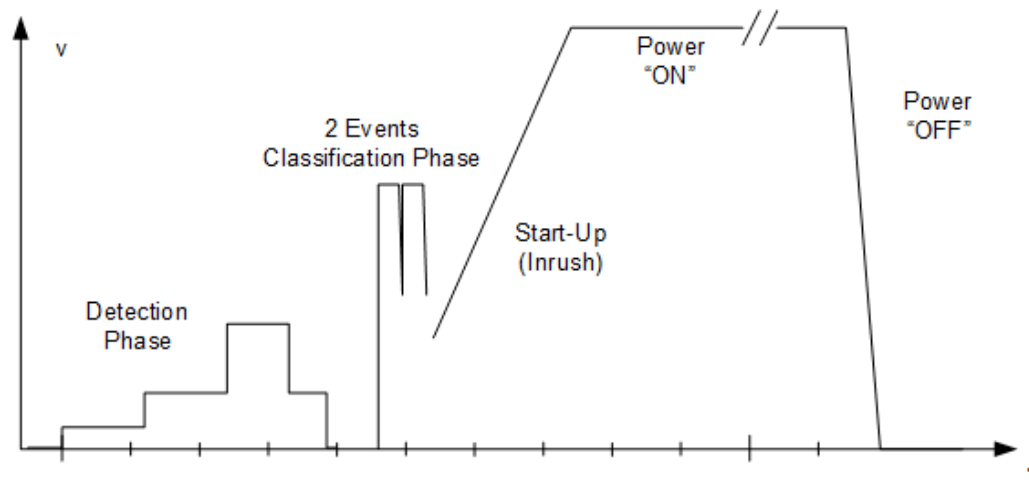 v
Power
“ON”
Power
“OFF”
2 Events
Classification Phase
Start-Up
(Inrush)
Detection
Phase